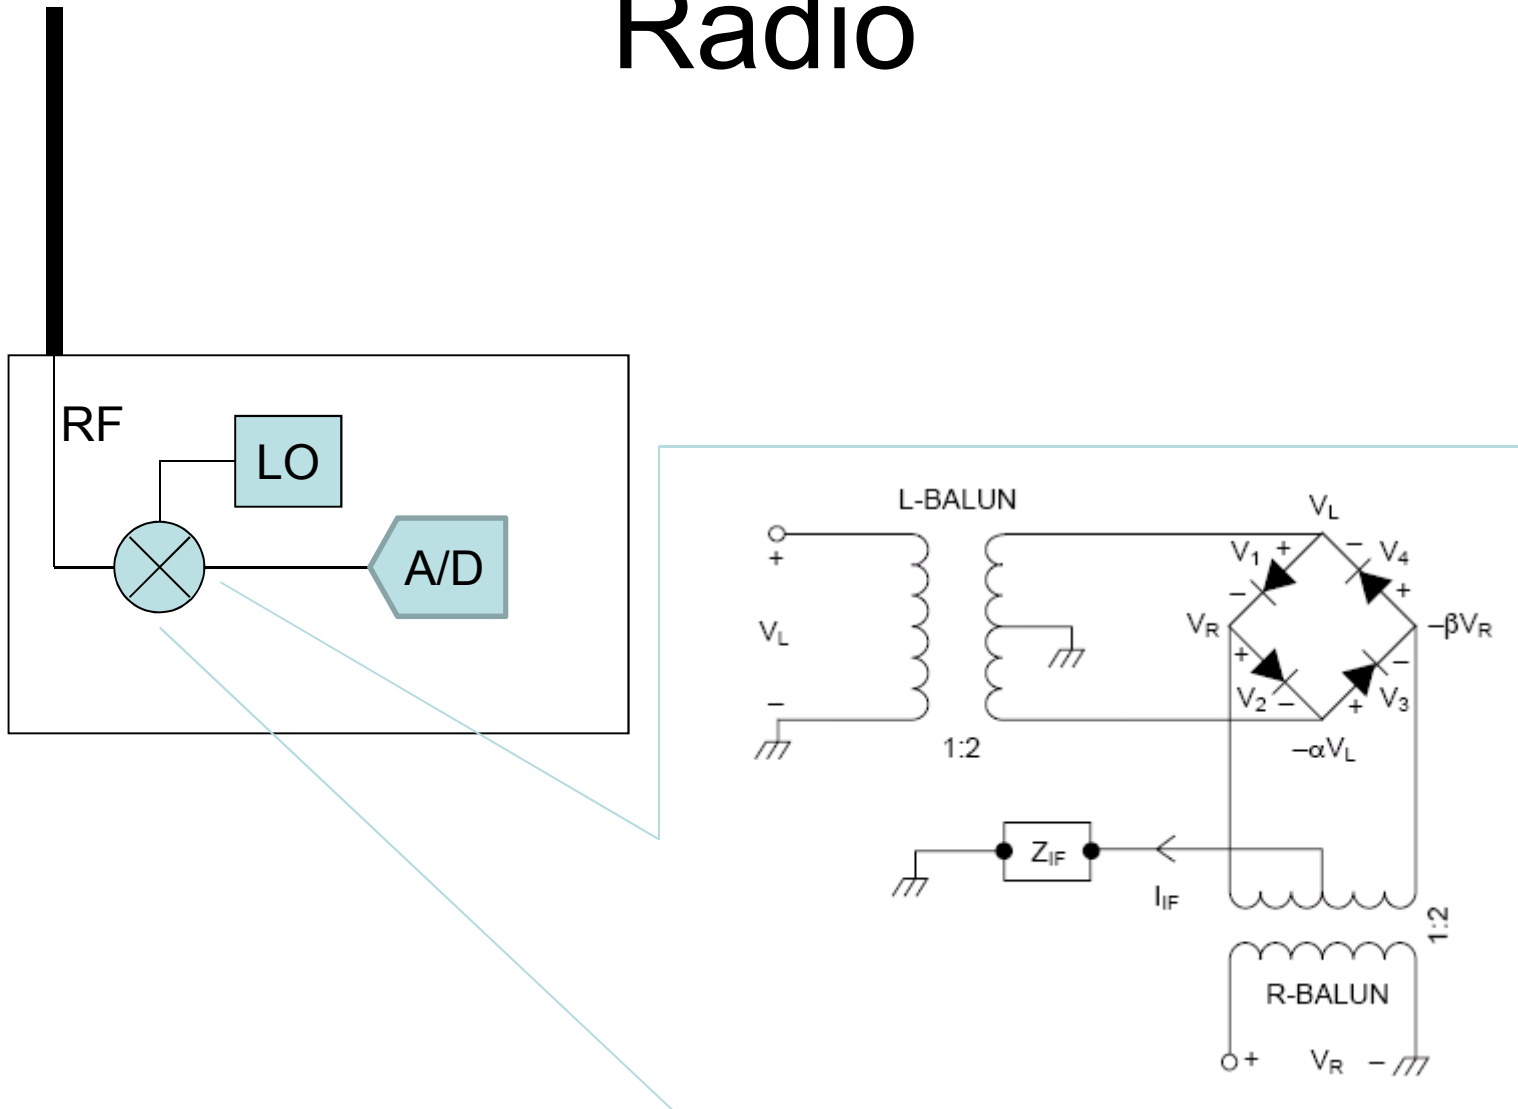 Radio
RF
LO
A/D
L-BALUN
V_L
V_1 + − V_4
+ − +
V_L V_R −βV_R
+ −
− V_2 − + V_3
1:2 −αV_L
Z_IF
I_IF
1:2
R-BALUN
+ V_R −